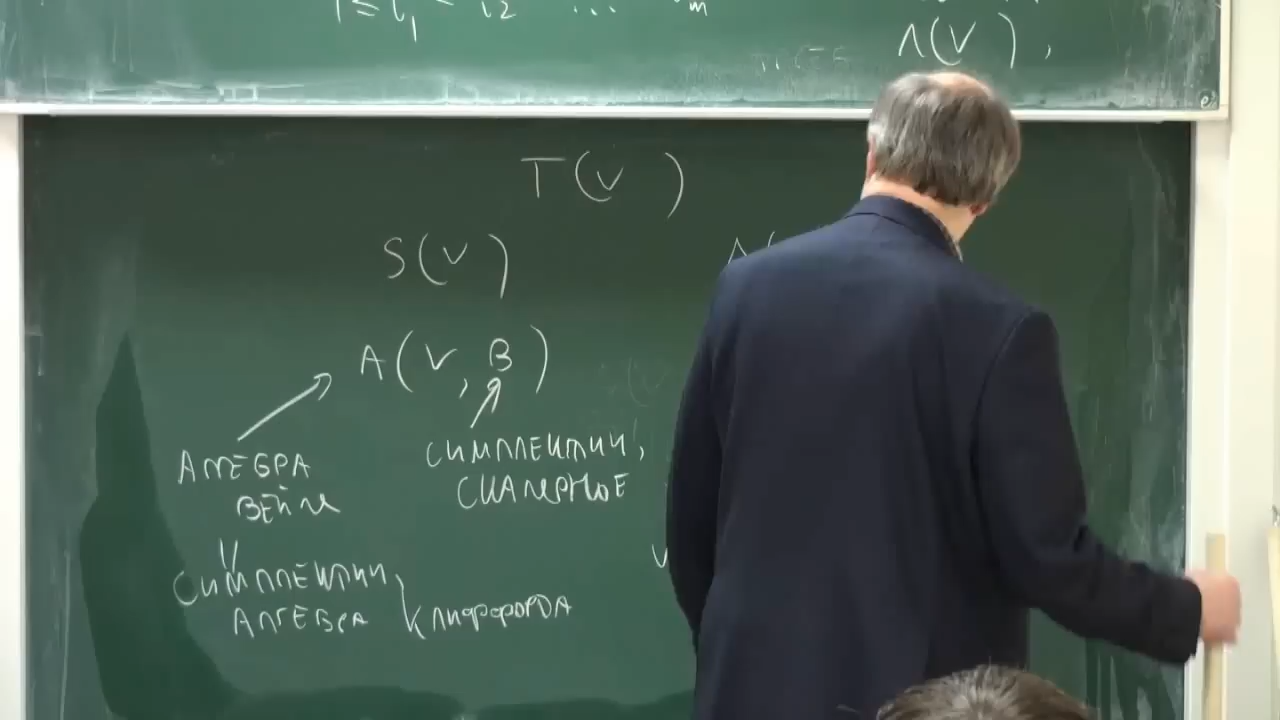 Λ(V),
T(V)
S(V)
A(V, B)
АЛГЕБРА
ВЕЙЛЯ
СИМПЛЕКТИЧ,
СКАЛЯРНОЕ
СИМПЛЕКТИЧ,
АЛГЕБРА
КЛИФФОРДА